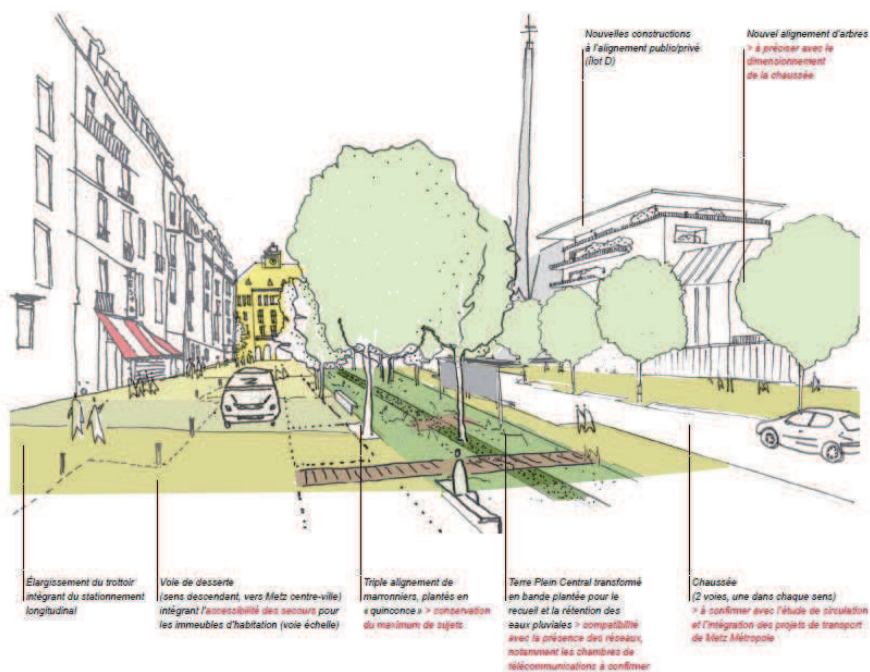 Nouvelles constructions
à l'alignement public/privé
(îlot D)
Nouvel alignement d'arbres
> à préciser avec le
dimensionnement
de la chaussée
Élargissement du trottoir
intégrant du stationnement
longitudinal
Voie de desserte
(sens descendant, vers Metz centre-ville)
intégrant l'accessibilité des secours pour
les immeubles d'habitation (voie échelle)
Triple alignement de
marronniers, plantés en
« quinconce » > conservation
du maximum de sujets
Terre Plein Central transformé
en bande plantée pour le
recueil et la rétention des
eaux pluviales > compatibilité
avec la présence des réseaux,
notamment les chambres de
télécommunications à confirmer
Chaussée
(2 voies, une dans chaque sens)
> à confirmer avec l'étude de circulation
et l'intégration des projets de transport
de Metz Métropole